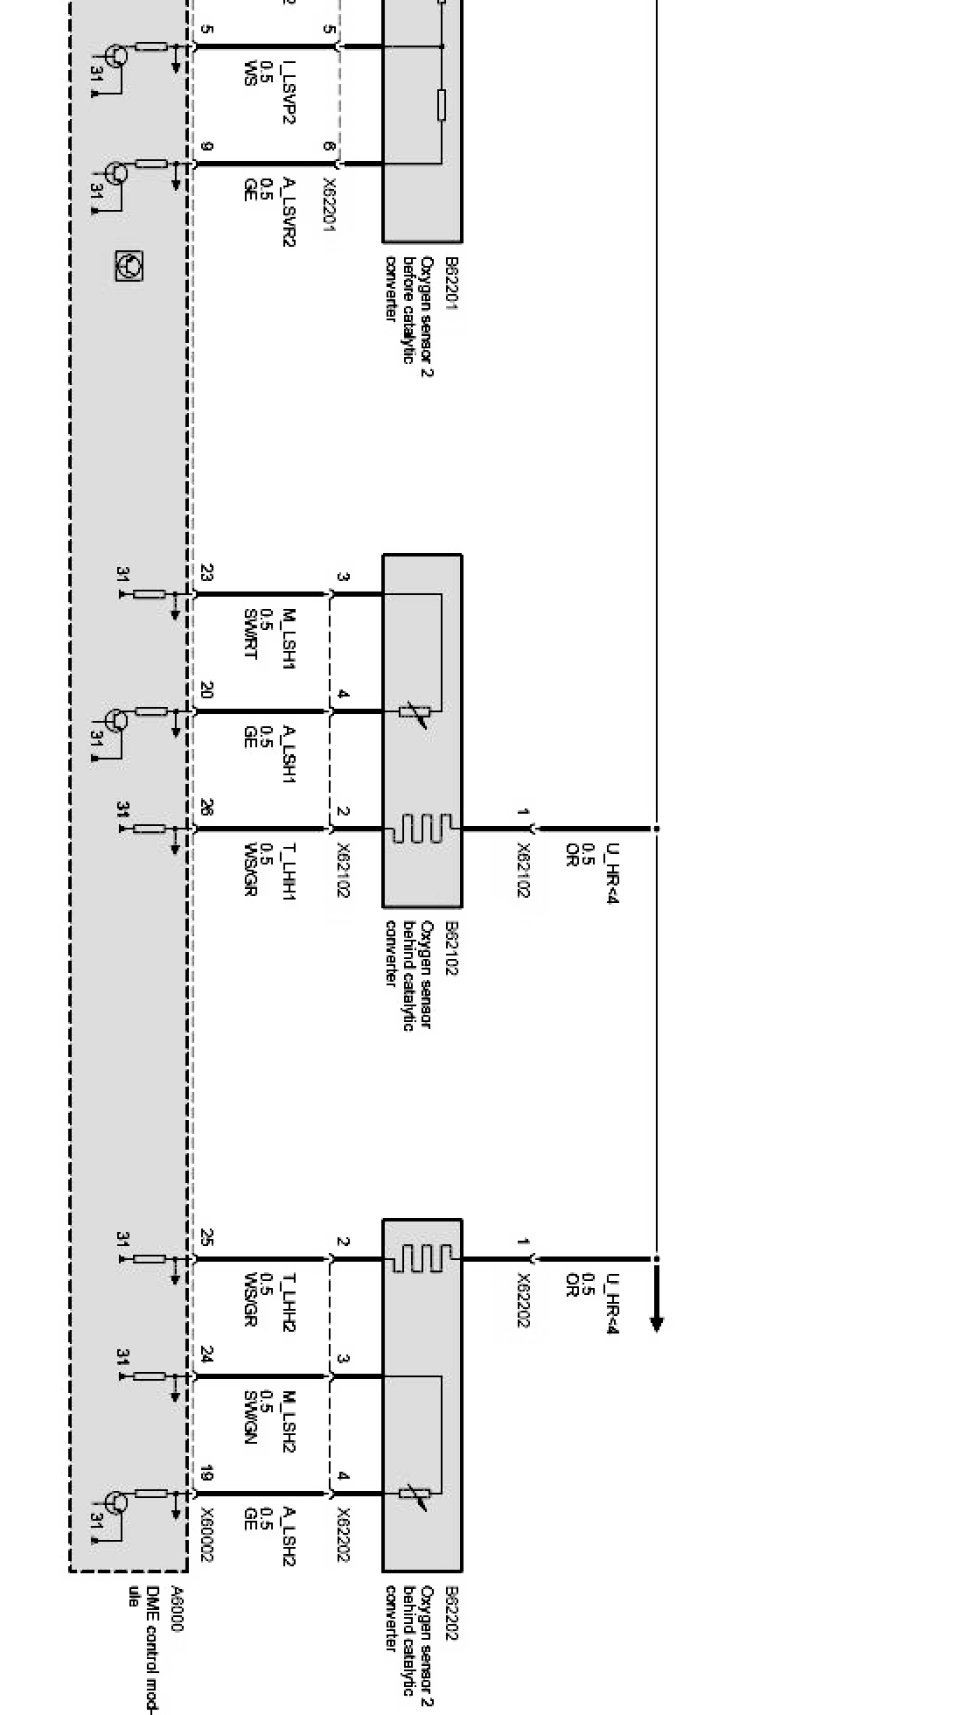 5
5
I_LSVP2
0.5
WS
31
9
6
X62201
A_LSVR2
0.5
GE
31
B62201
Oxygen sensor 2
before catalytic
converter
23
3
M_LSH1
0.5
SW/RT
31
20
4
A_LSH1
0.5
GE
31
26
2
X62102
T_LHH1
0.5
WS/GR
31
1
X62102
U_HR<4
0.5
OR
B62102
Oxygen sensor
behind catalytic
converter
1
X62202
U_HR<4
0.5
OR
25
2
T_LHH2
0.5
WS/GR
31
24
3
M_LSH2
0.5
SW/GN
31
19
X60002
4
X62202
A_LSH2
0.5
GE
31
B62202
Oxygen sensor 2
behind catalytic
converter
A6000
DME control mod-
ule